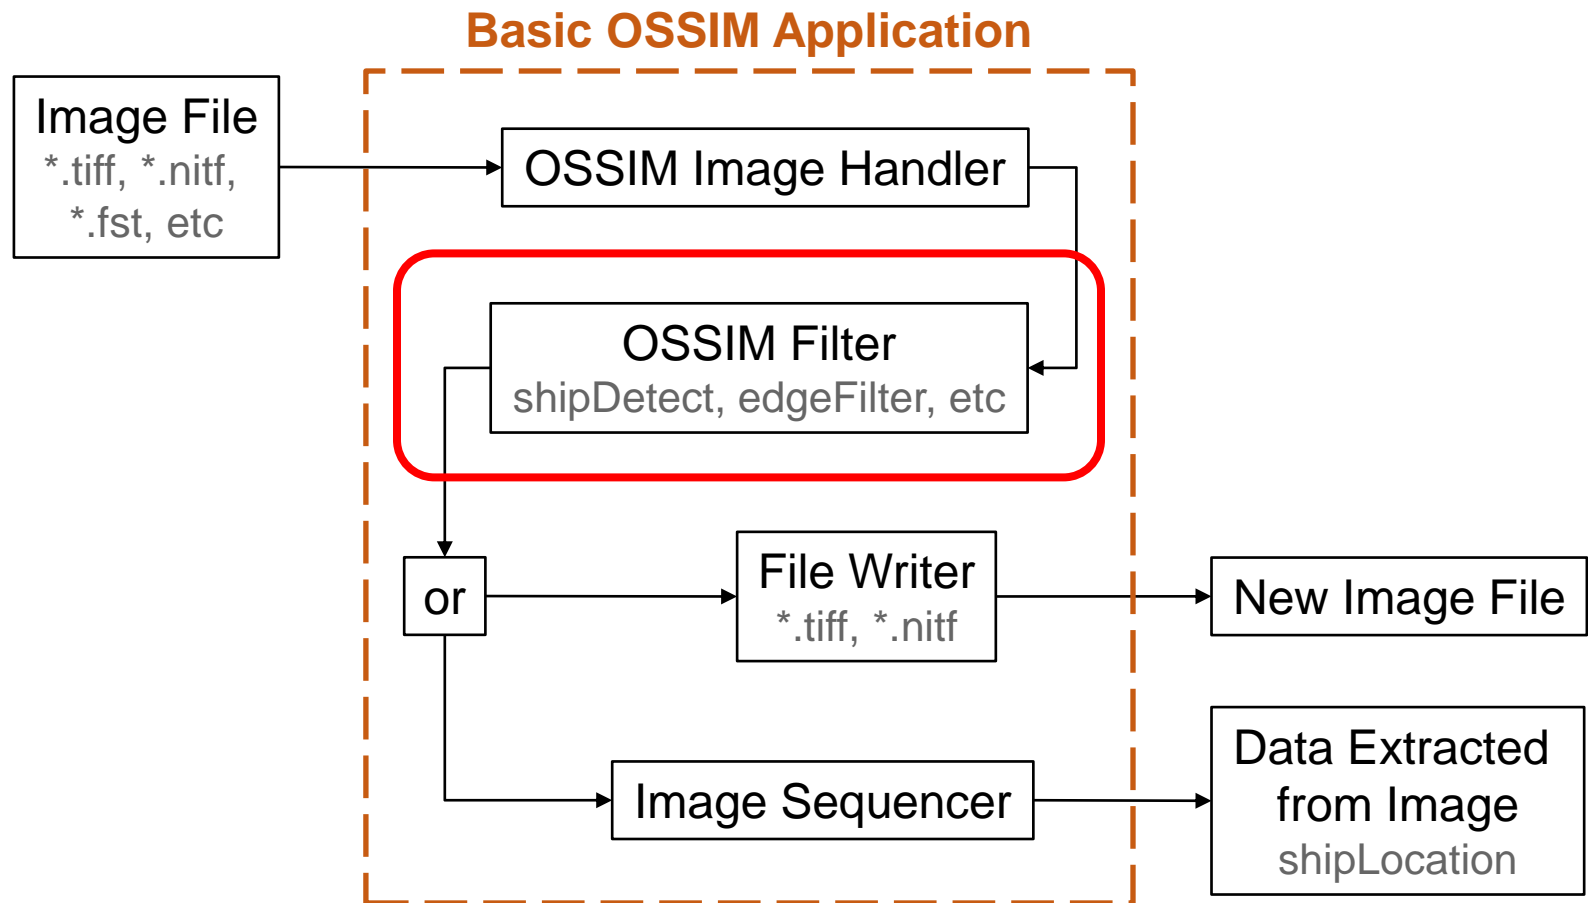 Basic OSSIM Application
Image File
*.tiff, *.nitf,
*.fst, etc
OSSIM Image Handler
OSSIM Filter
shipDetect, edgeFilter, etc
or
File Writer
*.tiff, *.nitf
New Image File
Image Sequencer
Data Extracted
from Image
shipLocation